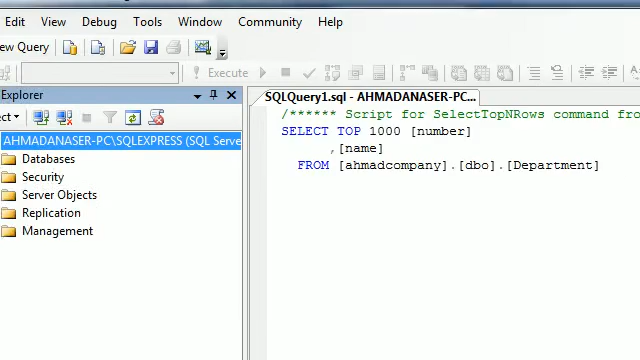 Edit View Debug Tools Window Community Help
ew Query
Execute
Explorer
ct
AHMADANASER-PC\SQLEXPRESS (SQL Serve
Databases
Security
Server Objects
Replication
Management
SQLQuery1.sql - AHMADANASER-PC...
/****** Script for SelectTopNRows command fro
SELECT TOP 1000 [number]
,[name]
FROM [ahmadcompany].[dbo].[Department]